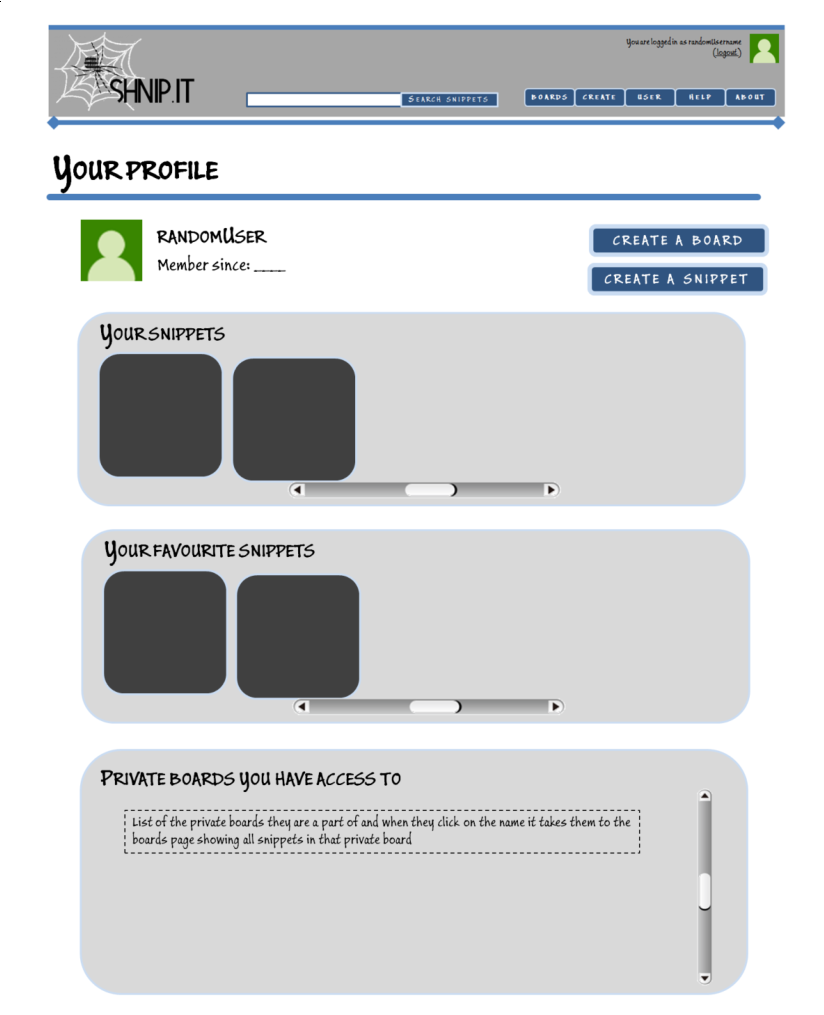 You are logged in as randomUsername
(logout)
SHNIP.IT
SEARCH SNIPPETS
BOARDS CREATE USER HELP ABOUT
YOUR PROFILE
RANDOMUSER
Member since: ____
CREATE A BOARD
CREATE A SNIPPET
YOUR SNIPPETS
YOUR FAVOURITE SNIPPETS
PRIVATE BOARDS YOU HAVE ACCESS TO
List of the private boards they are a part of and when they click on the name it takes them to the
boards page showing all snippets in that private board